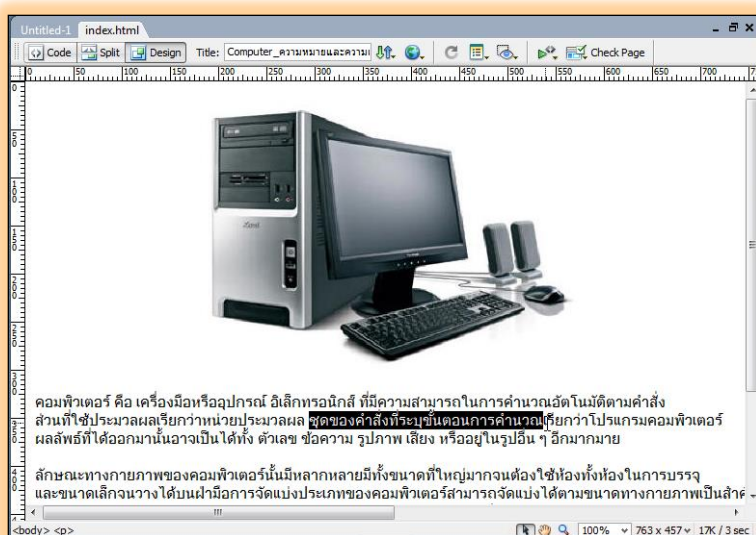 Untitled-1 index.html
Code Split Design Title: Computer_ความหมายและความ Check Page
0 50 100 150 200 250 300 350 400 450 500 550 600 650 700
คอมพิวเตอร์ คือ เครื่องมือหรืออุปกรณ์ อิเล็กทรอนิกส์ ที่มีความสามารถในการคำนวณอัตโนมัติตามคำสั่ง
ส่วนที่ใช้ประมวลผลเรียกว่าหน่วยประมวลผล ชุดของคำสั่งที่ระบุขั้นตอนการคำนวณเรียกว่าโปรแกรมคอมพิวเตอร์
ผลลัพธ์ที่ได้ออกมานั้นอาจเป็นได้ทั้ง ตัวเลข ข้อความ รูปภาพ เสียง หรืออยู่ในรูปอื่น ๆ อีกมากมาย
ลักษณะทางกายภาพของคอมพิวเตอร์นั้นมีหลากหลายมีทั้งขนาดที่ใหญ่มากจนต้องใช้ห้องทั้งห้องในการบรรจุ
และขนาดเล็กจนวางได้บนฝ่ามือการจัดแบ่งประเภทของคอมพิวเตอร์สามารถจัดแบ่งได้ตามขนาดทางกายภาพเป็นสำคั
<body> <p> 100% 763 x 457 17K / 3 sec